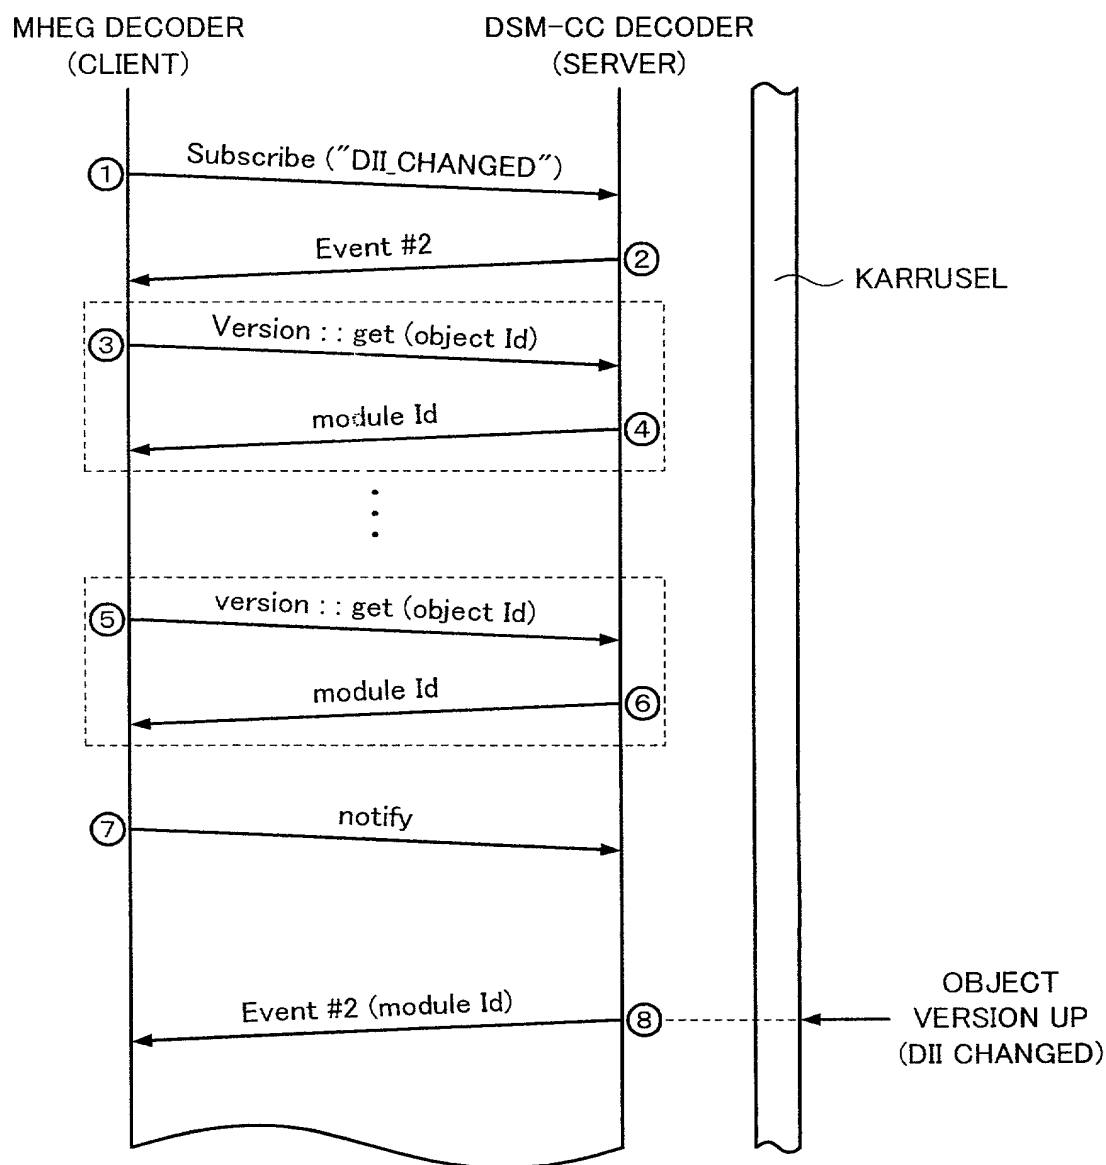 MHEG DECODER
(CLIENT)
DSM-CC DECODER
(SERVER)
① Subscribe ("DII_CHANGED")
Event #2 ②
KARRUSEL
③ Version : : get (object Id)
module Id ④
⑤ version : : get (object Id)
module Id ⑥
⑦ notify
Event #2 (module Id) ⑧
OBJECT
VERSION UP
(DII CHANGED)